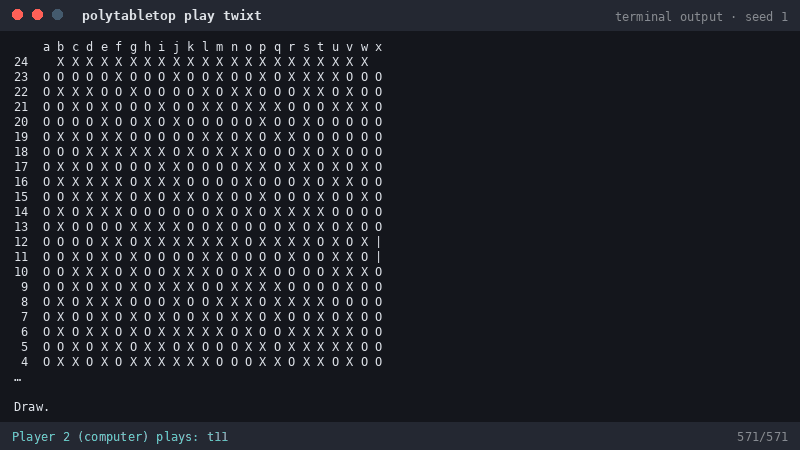 polytabletop play twixt
terminal output · seed 1
a b c d e f g h i j k l m n o p q r s t u v w x
24 X X X X X X X X X X X X X X X X X X X X X X
23 O O O O O X O O O X O O X O O X O X X X X O O O
22 O X X X O O X O O O O X O X X O O O X X O X O O
21 O O X O X O O O X O O X X O X X X O O O X X X O
20 O O O O X O O X O X O O O O O X O O X O O O O O
19 O X X O X X O O O O O X X O X O X X O O O O O O
18 O O O X X X X X X O X O X X X O O O X O X O O O
17 O X X O X O O O X X O O O O X X O X X O X O X O
16 O X X X X X O X X X O O X O X O O O X O X X O O
15 O O X X X X O X O X X O X O X X O O O X O O X O
14 O X O X X X O O O O O O X O X O X X X X O O O O
13 O X O O O O X X X X O O X O O O O X O X O X O O
12 O O O O X X O X X X X X X X O X X X X O X O X |
11 O O X O X O X O O O O X X O O O O X O O X X O |
10 O O X X X O X O O X X X O O X X O O O O X X X O
9 O O X O X X O X O O X O O X X X X O O O O X O O
8 O X O X X X O O O X X O X O X X O X X X X O O O
7 O X O X O O X O X O O X O X X O X O X O X O O O
6 O X X X X O X O X X X X X O X X O X X X X X O O
5 O O X O X X O X O O X O X X O X O X X X X X O O
4 O X X O X O X X X X X X O O O X X O X X O X O O
…
Draw.
Player 2 (computer) plays: t11
571/571